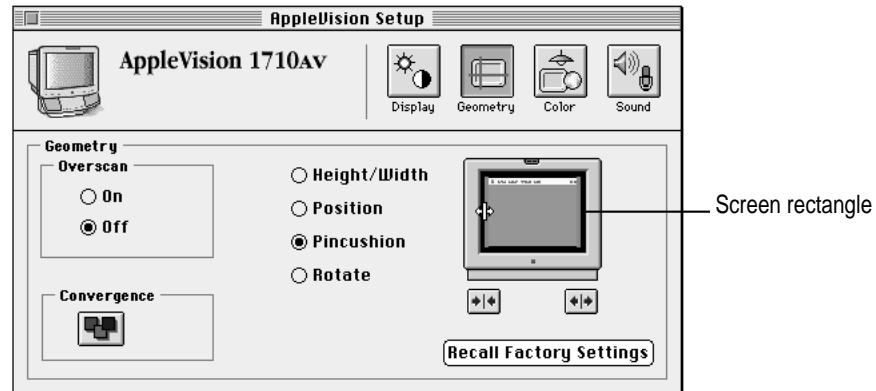 AppleVision Setup
AppleVision 1710AV
Display
Geometry
Color
Sound
Geometry
Overscan
On
Off
Height/Width
Position
Pincushion
Rotate
Screen rectangle
Convergence
Recall Factory Settings